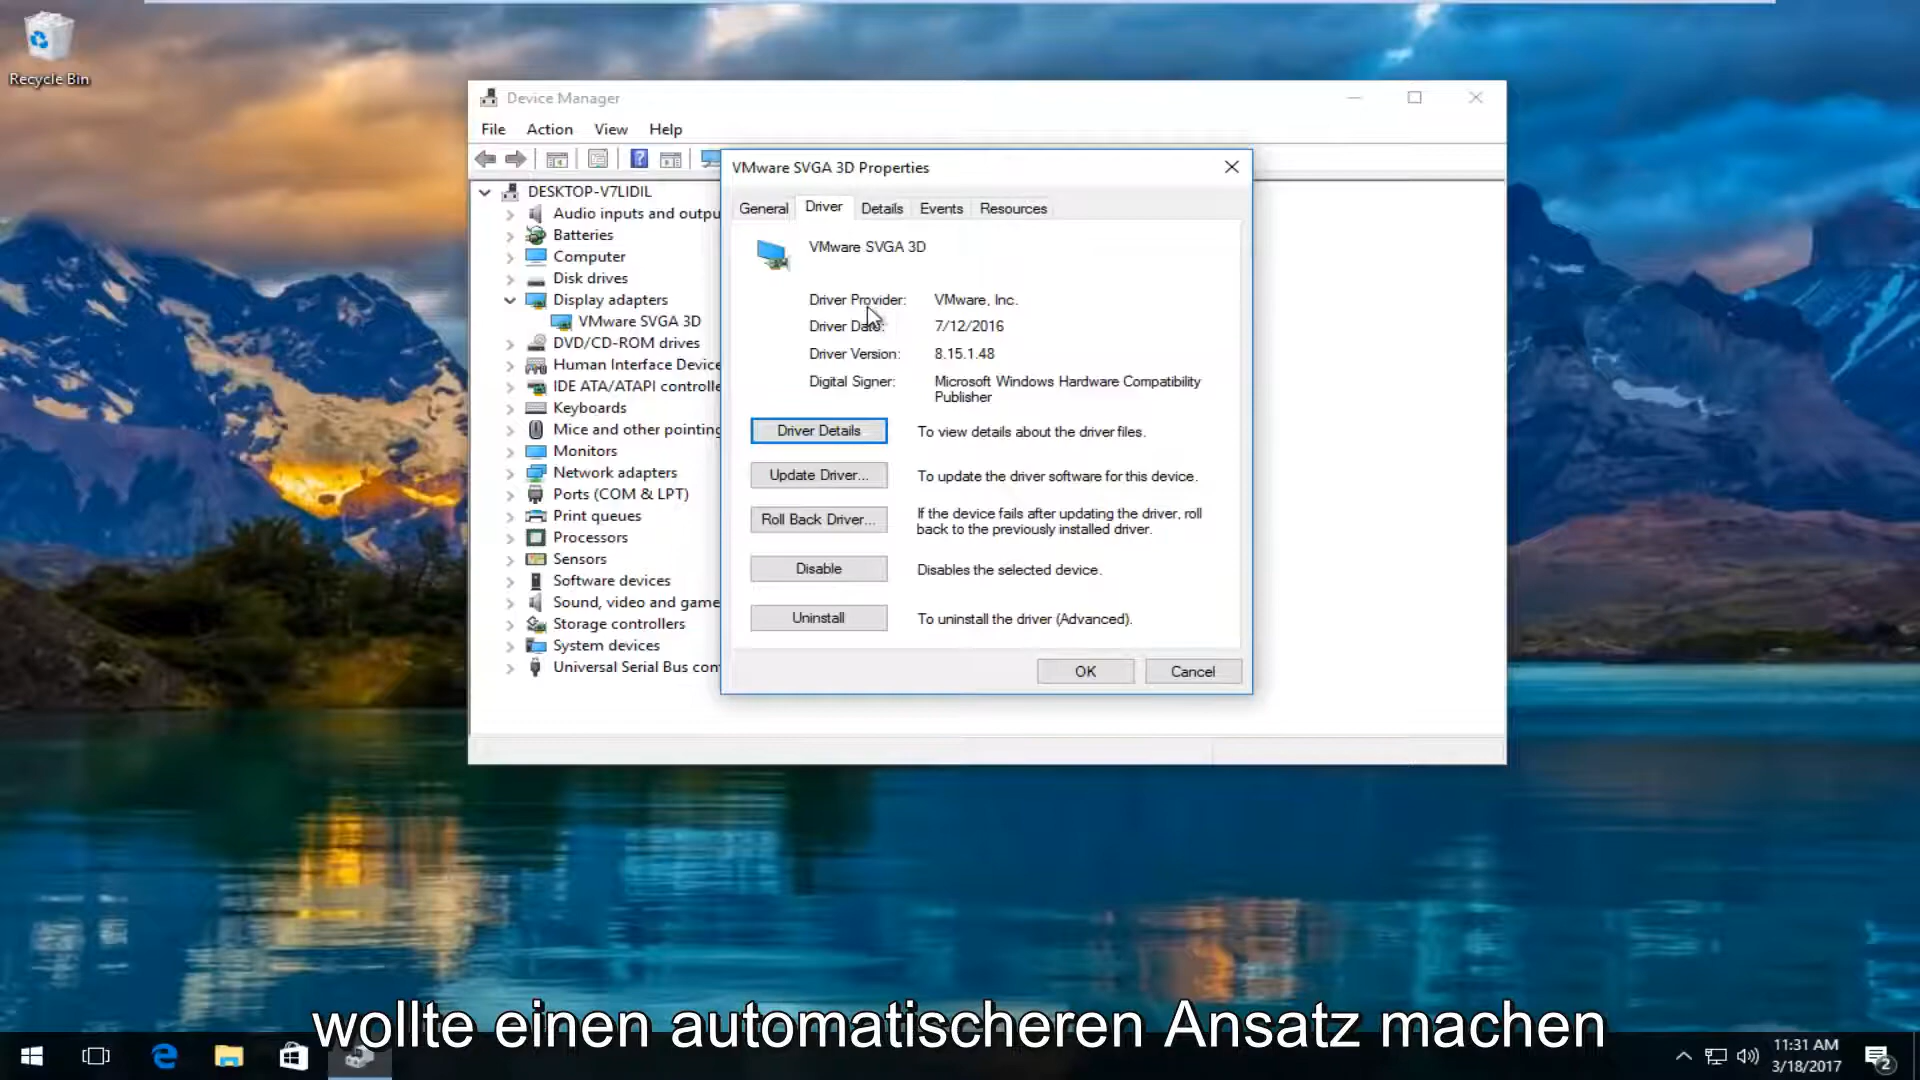 Recycle Bin
Device Manager
File Action View Help
DESKTOP-V7LIDIL
Audio inputs and outpu
Batteries
Computer
Disk drives
Display adapters
VMware SVGA 3D
DVD/CD-ROM drives
Human Interface Device
IDE ATA/ATAPI controlle
Keyboards
Mice and other pointing
Monitors
Network adapters
Ports (COM & LPT)
Print queues
Processors
Sensors
Software devices
Sound, video and game
Storage controllers
System devices
Universal Serial Bus con
VMware SVGA 3D Properties
General Driver Details Events Resources
VMware SVGA 3D
Driver Provider: VMware, Inc.
Driver Date: 7/12/2016
Driver Version: 8.15.1.48
Digital Signer: Microsoft Windows Hardware Compatibility
Publisher
Driver Details To view details about the driver files.
Update Driver... To update the driver software for this device.
Roll Back Driver... If the device fails after updating the driver, roll
back to the previously installed driver.
Disable Disables the selected device.
Uninstall To uninstall the driver (Advanced).
OK Cancel
wollte einen automatischeren Ansatz machen
11:31 AM
3/18/2017
2